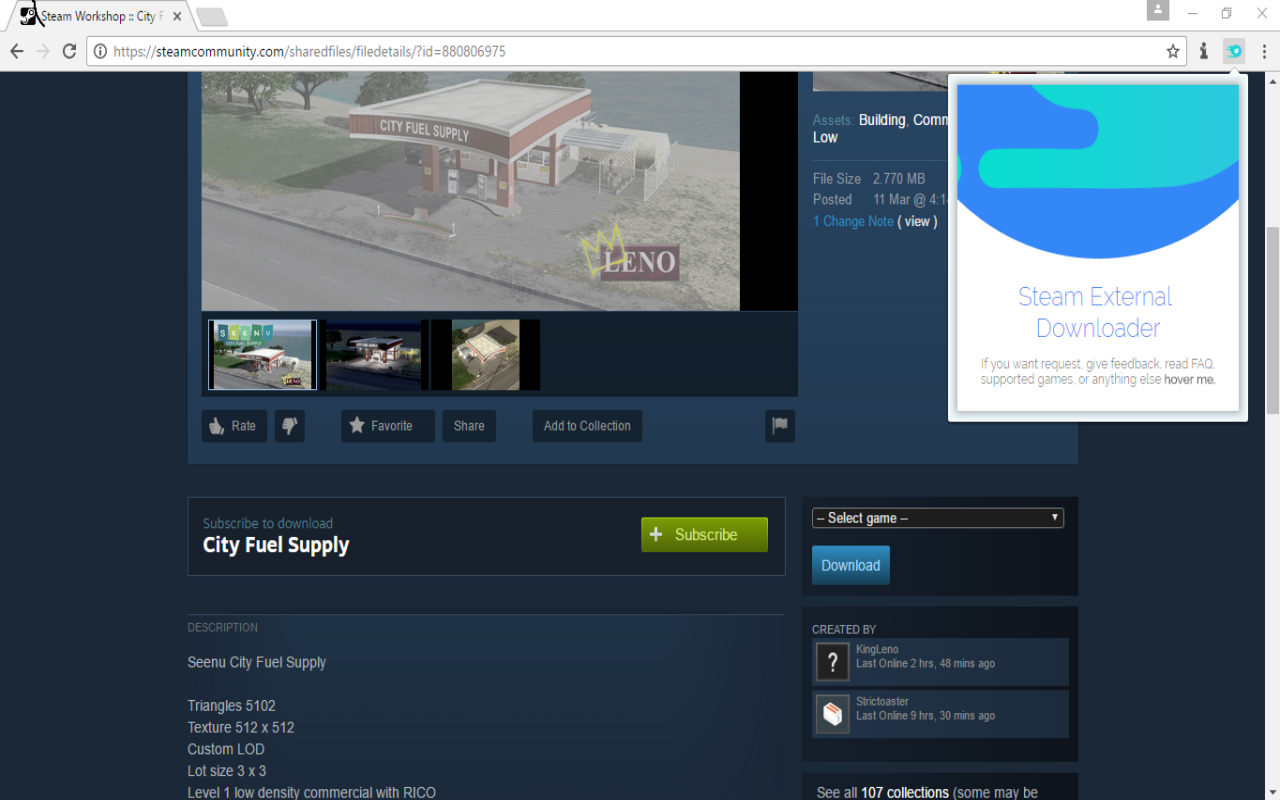 Steam Workshop :: City F
https://steamcommunity.com/sharedfiles/filedetails/?id=880806975
CITY FUEL SUPPLY
LENO
Assets: Building, Comm
Low
File Size 2.770 MB
Posted 11 Mar @ 4:1
1 Change Note ( view )
Steam External
Downloader
If you want request, give feedback, read FAQ,
supported games, or anything else hover me.
SEENU
CITY FUEL SUPPLY
LENO
Rate
Favorite
Share
Add to Collection
Subscribe to download
City Fuel Supply
Subscribe
-- Select game --
Download
DESCRIPTION
Seenu City Fuel Supply
Triangles 5102
Texture 512 x 512
Custom LOD
Lot size 3 x 3
Level 1 low density commercial with RICO
CREATED BY
KingLeno
Last Online 2 hrs, 48 mins ago
Strictoaster
Last Online 9 hrs, 30 mins ago
See all 107 collections (some may be